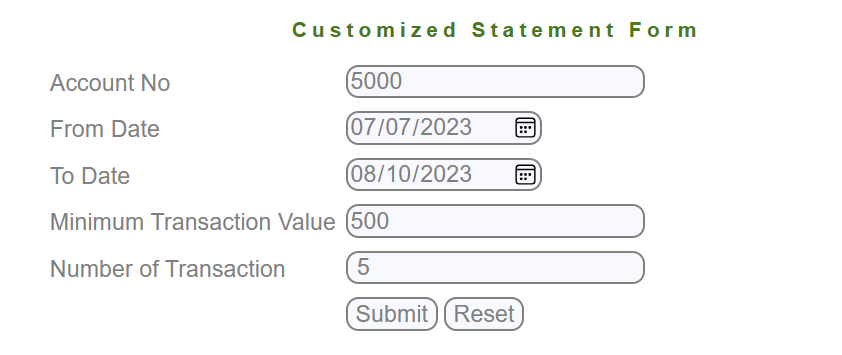 Customized Statement Form
Account No 5000
From Date 07/07/2023
To Date 08/10/2023
Minimum Transaction Value 500
Number of Transaction 5
Submit Reset